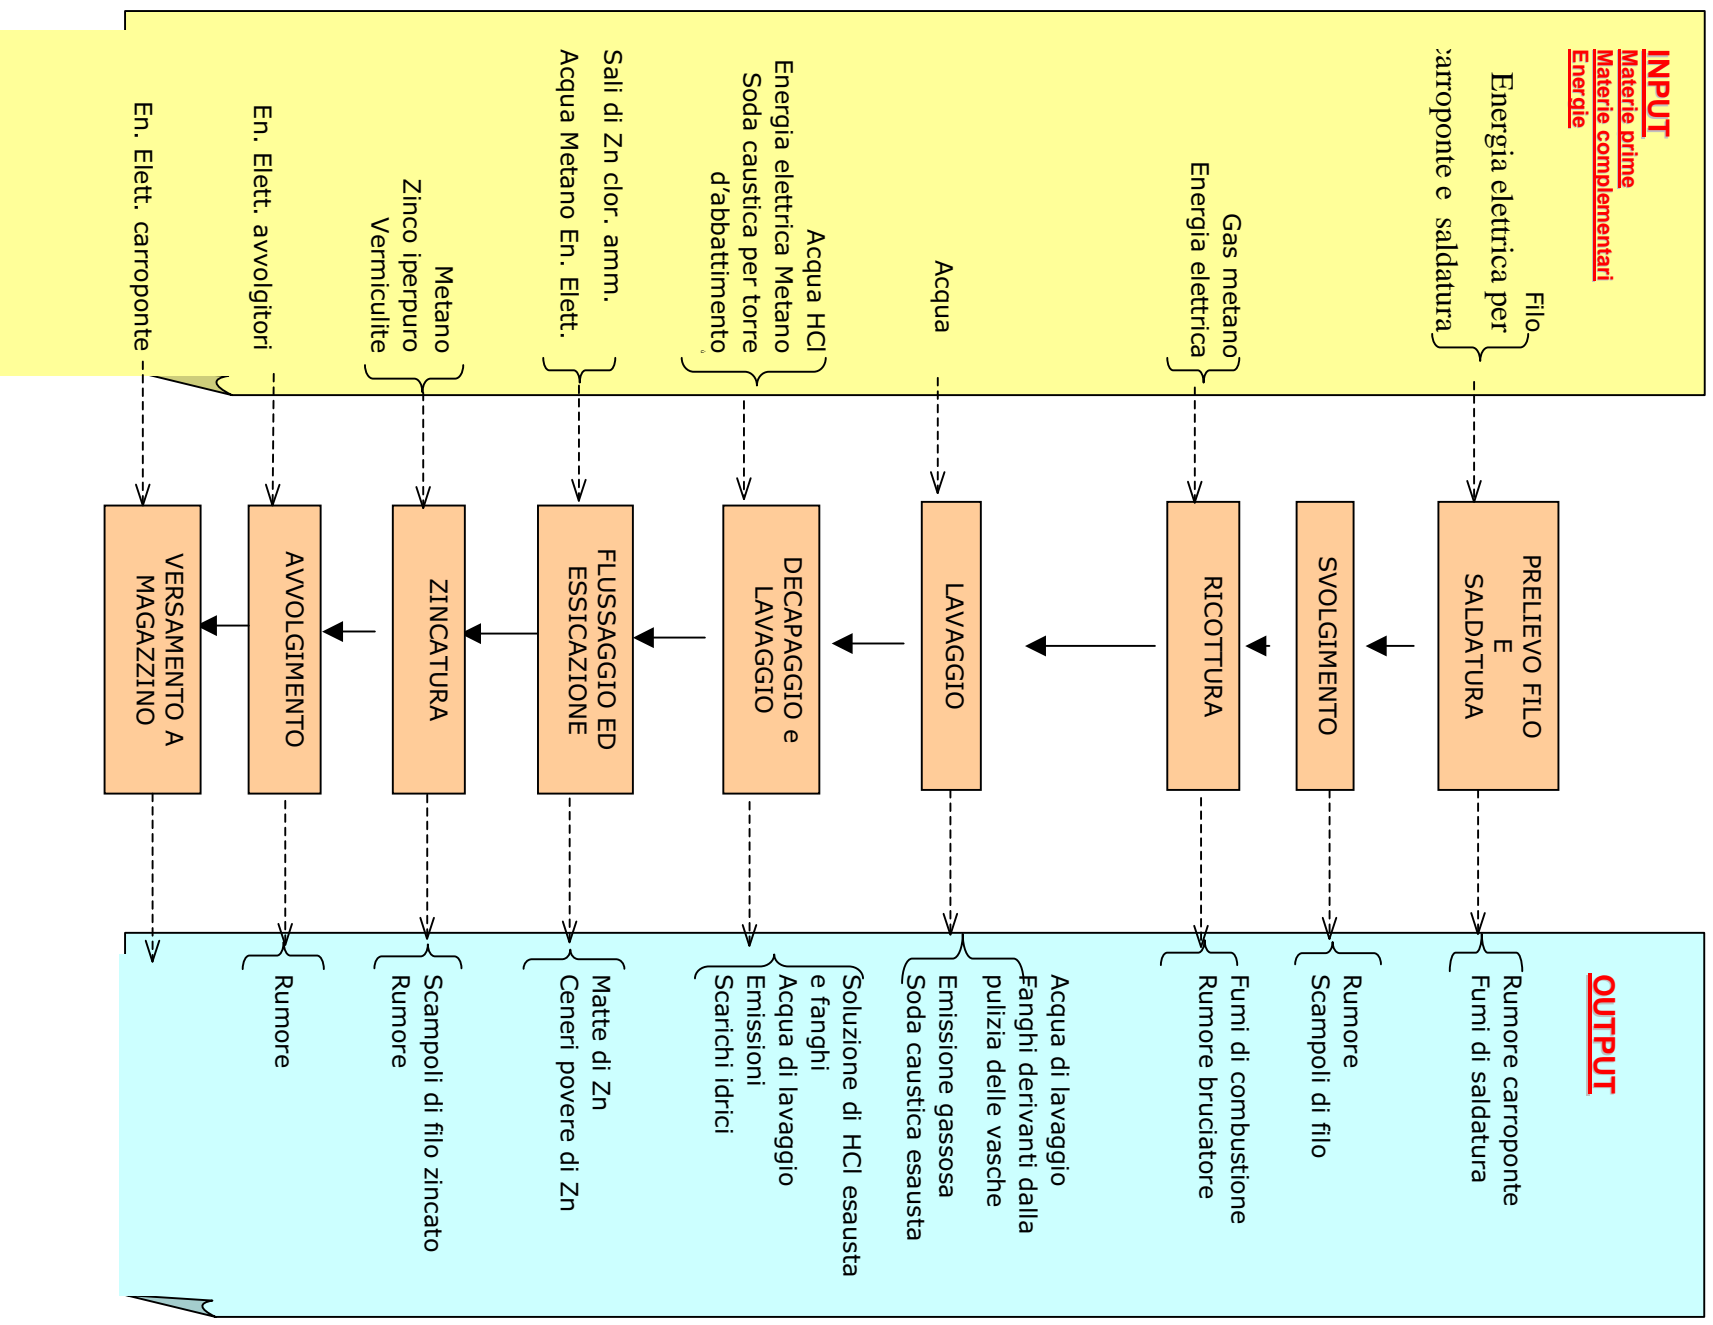 INPUT
Materie prime
Materie complementari
Energie
Filo
Energia elettrica per
carroponte e saldatura
Gas metano
Energia elettrica
Acqua
Acqua HCl
Energia elettrica Metano
Soda caustica per torre
d'abbattimento
Sali di Zn clor. amm.
Acqua Metano En. Elett.
Metano
Zinco iperpuro
Vermiculite
En. Elett. avvolgitori
En. Elett. carroponte
PRELIEVO FILO
E
SALDATURA
SVOLGIMENTO
RICOTTURA
LAVAGGIO
DECAPAGGIO e
LAVAGGIO
FLUSSAGGIO ED
ESSICAZIONE
ZINCATURA
AVVOLGIMENTO
VERSAMENTO A
MAGAZZINO
OUTPUT
Rumore carroponte
Fumi di saldatura
Rumore
Scampoli di filo
Fumi di combustione
Rumore bruciatore
Acqua di lavaggio
Fanghi derivanti dalla
pulizia delle vasche
Emissione gassosa
Soda caustica esausta
Soluzione di HCl esausta
e fanghi
Acqua di lavaggio
Emissioni
Scarichi idrici
Matte di Zn
Ceneri povere di Zn
Scampoli di filo zincato
Rumore
Rumore